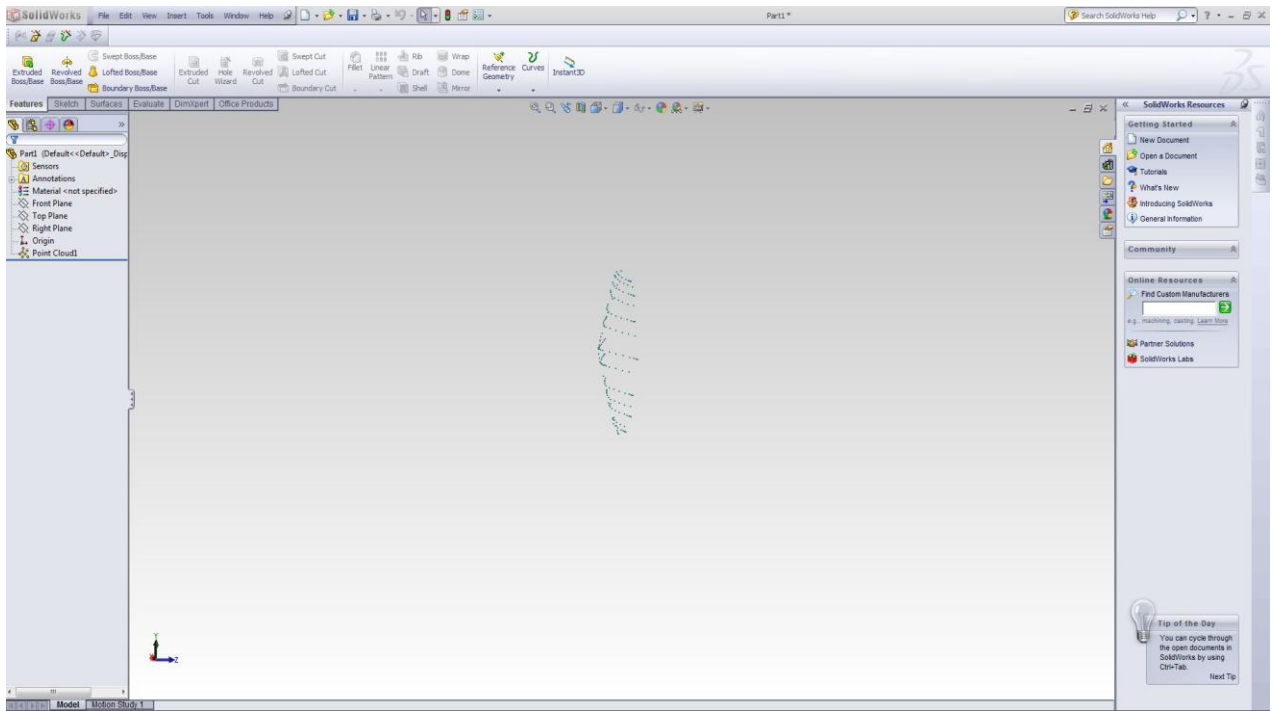 SolidWorks File Edit View Insert Tools Window Help Part1 * Search SolidWorks Help
Extruded Boss/Base
Revolved Boss/Base
Swept Boss/Base
Lofted Boss/Base
Boundary Boss/Base
Extruded Cut
Hole Wizard
Revolved Cut
Swept Cut
Lofted Cut
Boundary Cut
Fillet
Linear Pattern
Rib
Draft
Shell
Wrap
Dome
Mirror
Reference Geometry
Curves
Instant3D
Features Sketch Surfaces Evaluate DimXpert Office Products
Part1 (Default<<Default>_Disp
Sensors
Annotations
Material <not specified>
Front Plane
Top Plane
Right Plane
Origin
Point Cloud1
Y
Z
Model Motion Study 1
SolidWorks Resources
Getting Started
New Document
Open a Document
Tutorials
What's New
Introducing SolidWorks
General Information
Community
Online Resources
Find Custom Manufacturers
e.g., machining, casting. Learn More
Partner Solutions
SolidWorks Labs
Tip of the Day
You can cycle through
the open documents in
SolidWorks by using
Ctrl+Tab.
Next Tip